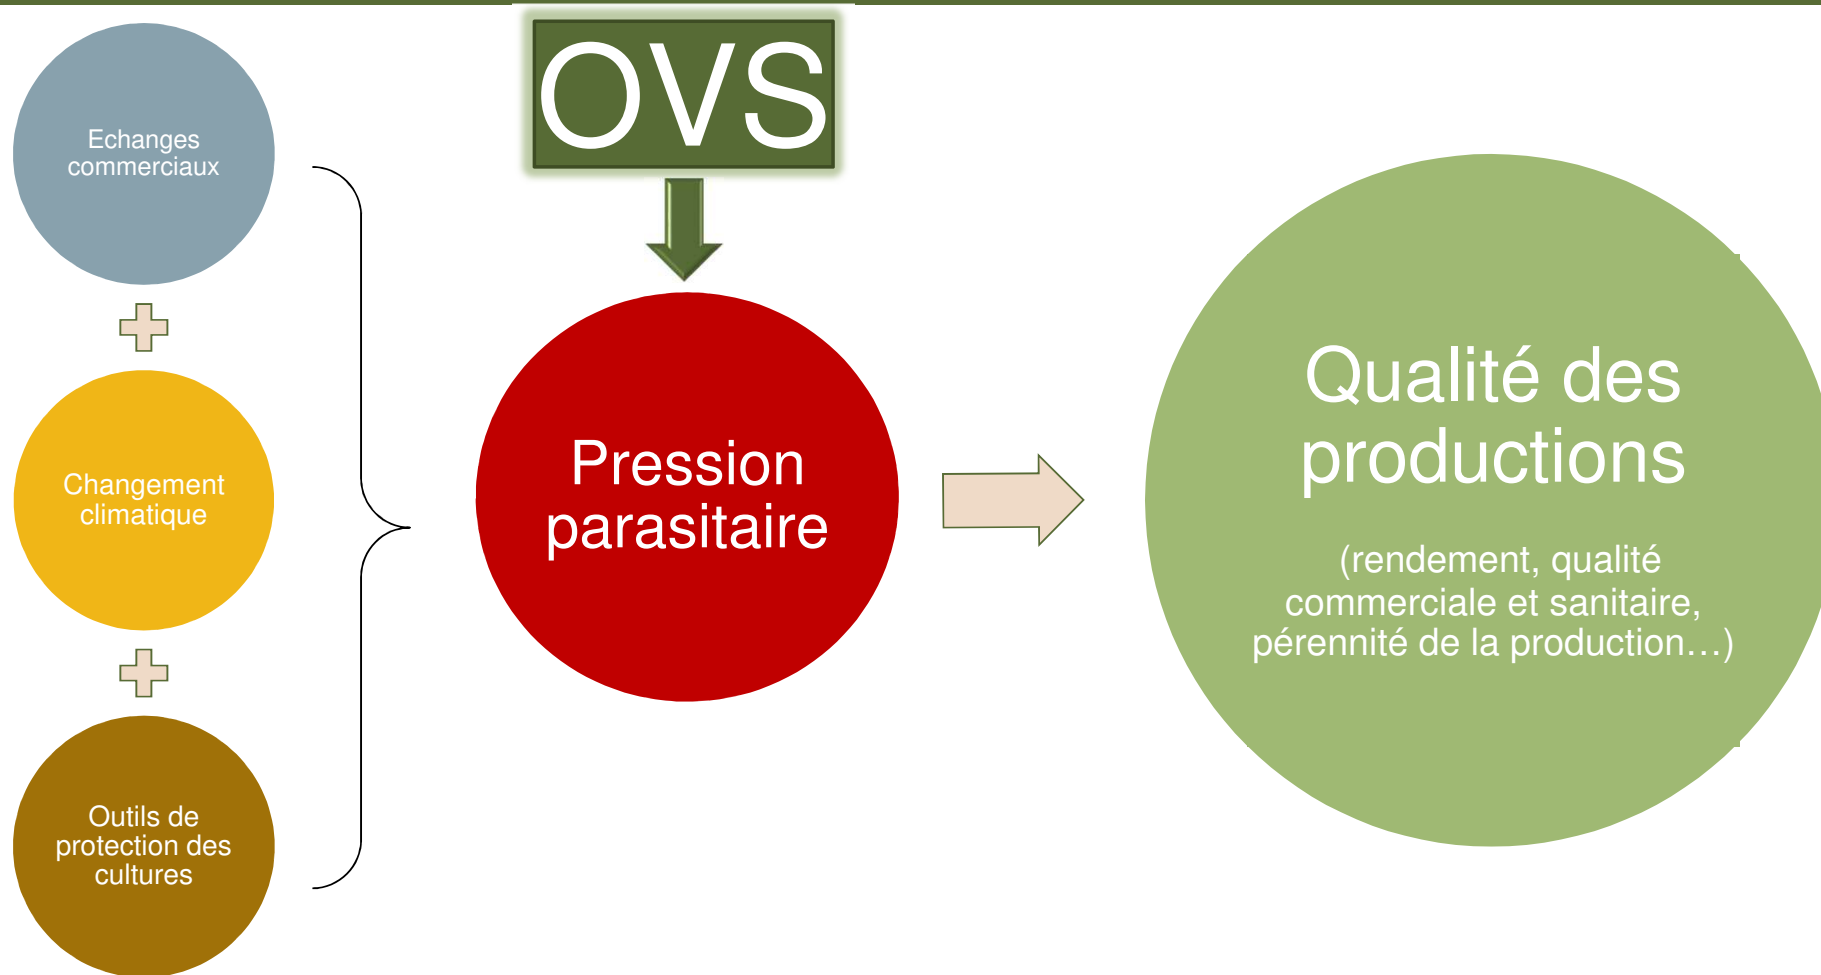 Echanges
commerciaux
Changement
climatique
Outils de
protection des
cultures
OVS
Pression
parasitaire
Qualité des
productions
(rendement, qualité
commerciale et sanitaire,
pérennité de la production…)